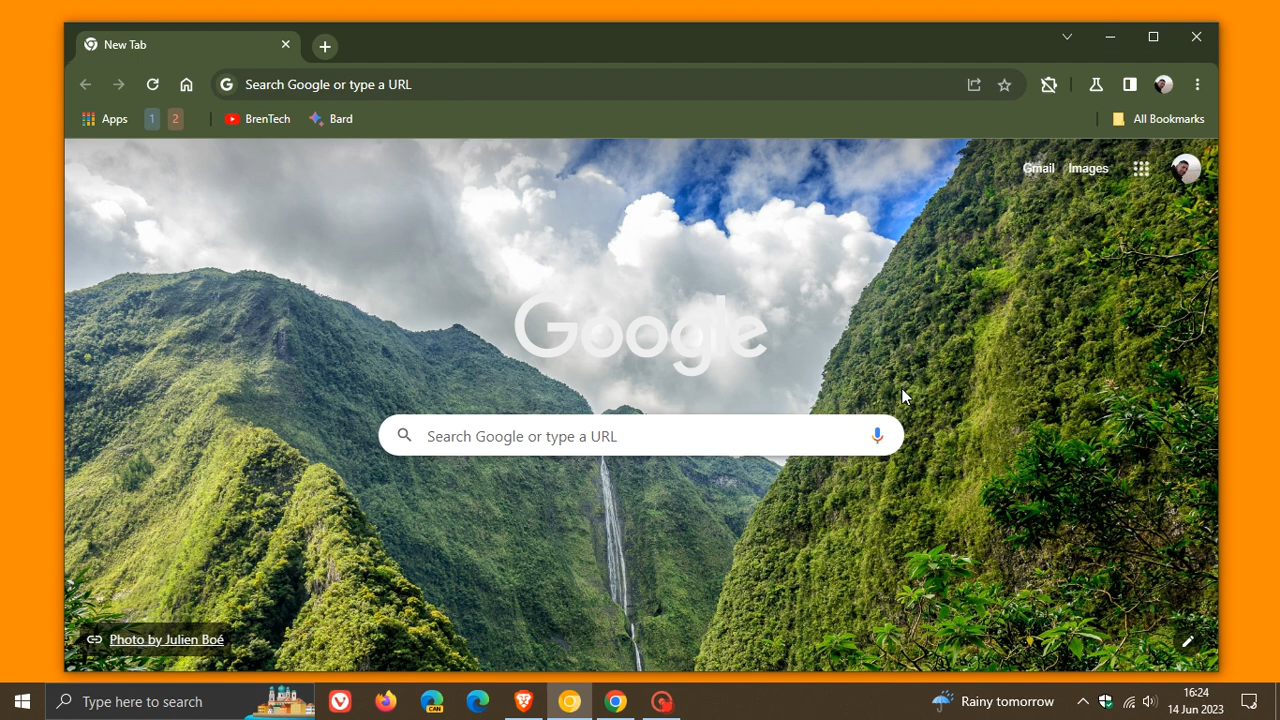 New Tab
Search Google or type a URL
Apps 1 2 BrenTech Bard All Bookmarks
Gmail Images
Google
Search Google or type a URL
Photo by Julien Boé
Type here to search
CAN
Rainy tomorrow
16:24
14 Jun 2023